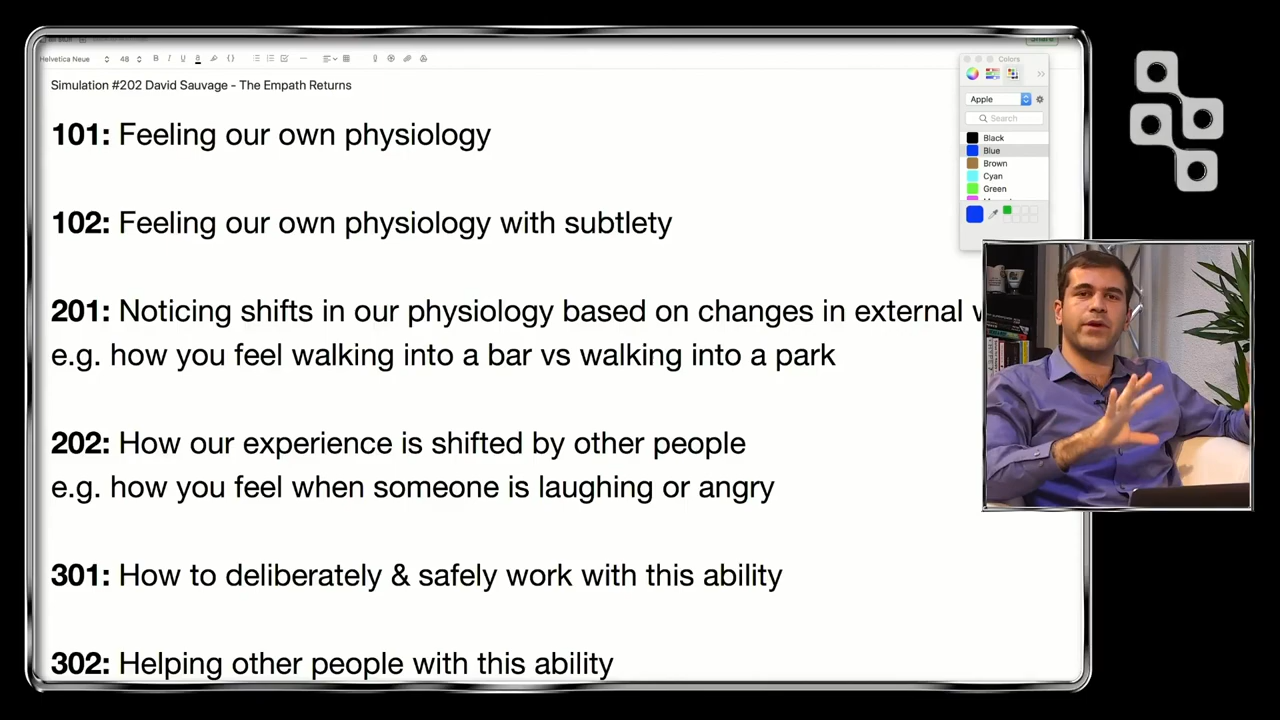 Helvetica Neue 48 B I U a
Colors
Simulation #202 David Sauvage - The Empath Returns
Apple
Search
101: Feeling our own physiology
Black
Blue
Brown
Cyan
Green
102: Feeling our own physiology with subtlety
201: Noticing shifts in our physiology based on changes in external
e.g. how you feel walking into a bar vs walking into a park
202: How our experience is shifted by other people
e.g. how you feel when someone is laughing or angry
301: How to deliberately & safely work with this ability
302: Helping other people with this ability